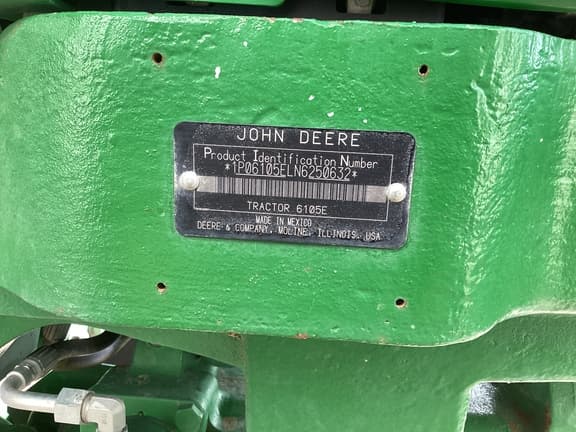 JOHN DEERE
Product Identification Number
*1P06105ELN6250632*
TRACTOR 6105E
MADE IN MEXICO
DEERE & COMPANY, MOLINE, ILLINOIS, USA